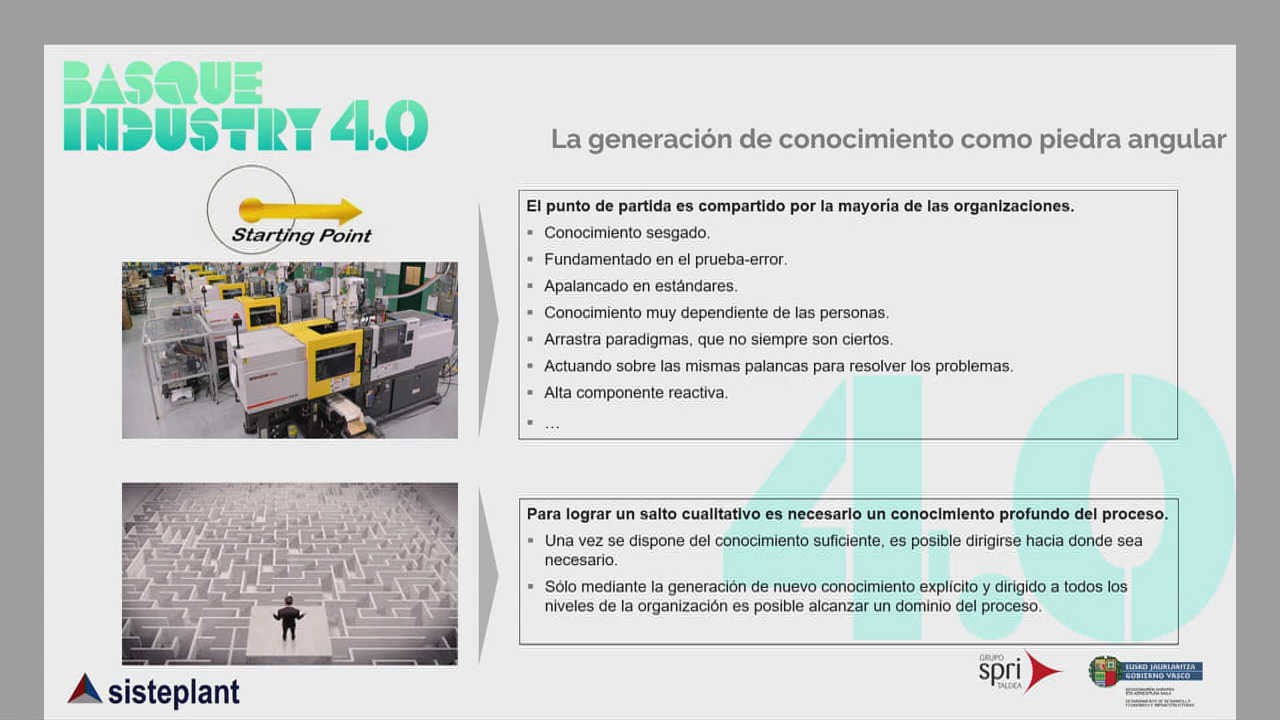 BASQUE
INDUSTRY 4.0
La generación de conocimiento como piedra angular
Starting Point
El punto de partida es compartido por la mayoría de las organizaciones.
Conocimiento sesgado.
Fundamentado en el prueba-error.
Apalancado en estándares.
Conocimiento muy dependiente de las personas.
Arrastra paradigmas, que no siempre son ciertos.
Actuando sobre las mismas palancas para resolver los problemas.
Alta componente reactiva.
…
4.0
Para lograr un salto cualitativo es necesario un conocimiento profundo del proceso.
Una vez se dispone del conocimiento suficiente, es posible dirigirse hacia donde sea
necesario.
Sólo mediante la generación de nuevo conocimiento explícito y dirigido a todos los
niveles de la organización es posible alcanzar un dominio del proceso.
sisteplant
GRUPO
spri
TALDEA
EUSKO JAURLARITZA
GOBIERNO VASCO